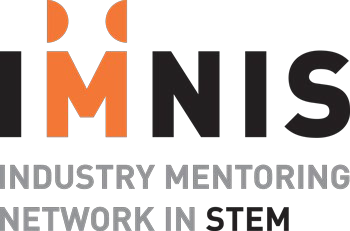 IMNIS
INDUSTRY MENTORING
NETWORK IN STEM